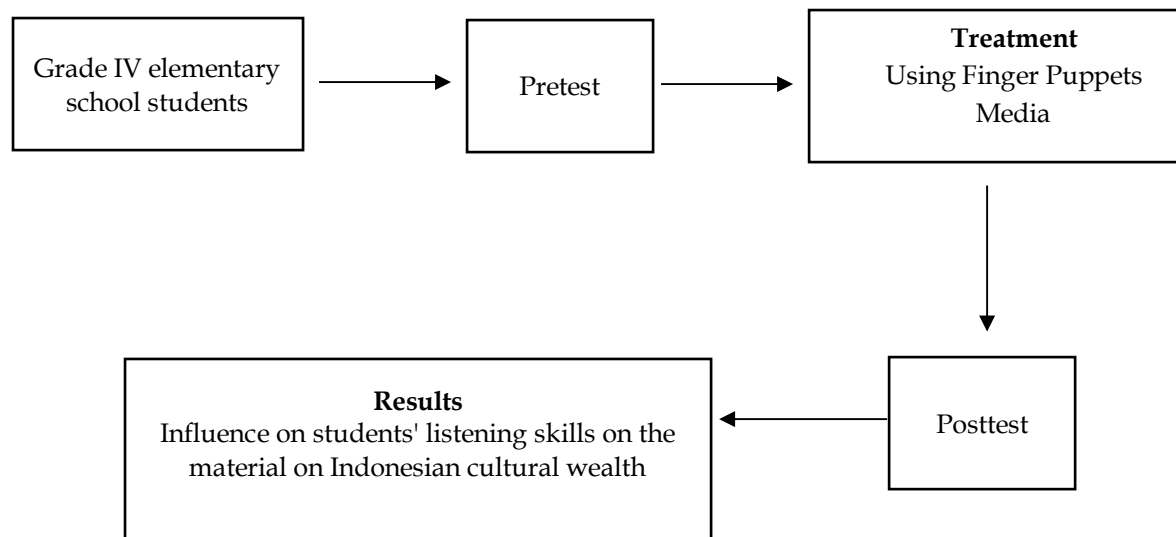 Grade IV elementary
school students
Pretest
Treatment
Using Finger Puppets
Media
Posttest
Results
Influence on students' listening skills on the
material on Indonesian cultural wealth